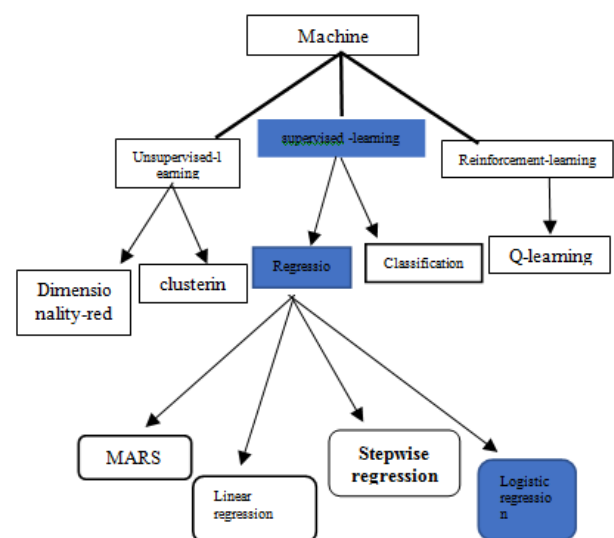 Machine
supervised -learning
Unsupervised-l
earning
Reinforcement-learning
Regressio
Classification
Q-learning
clusterin
Dimensio
nality-red
MARS
Stepwise
regression
Linear
regression
Logistic
regressio
n